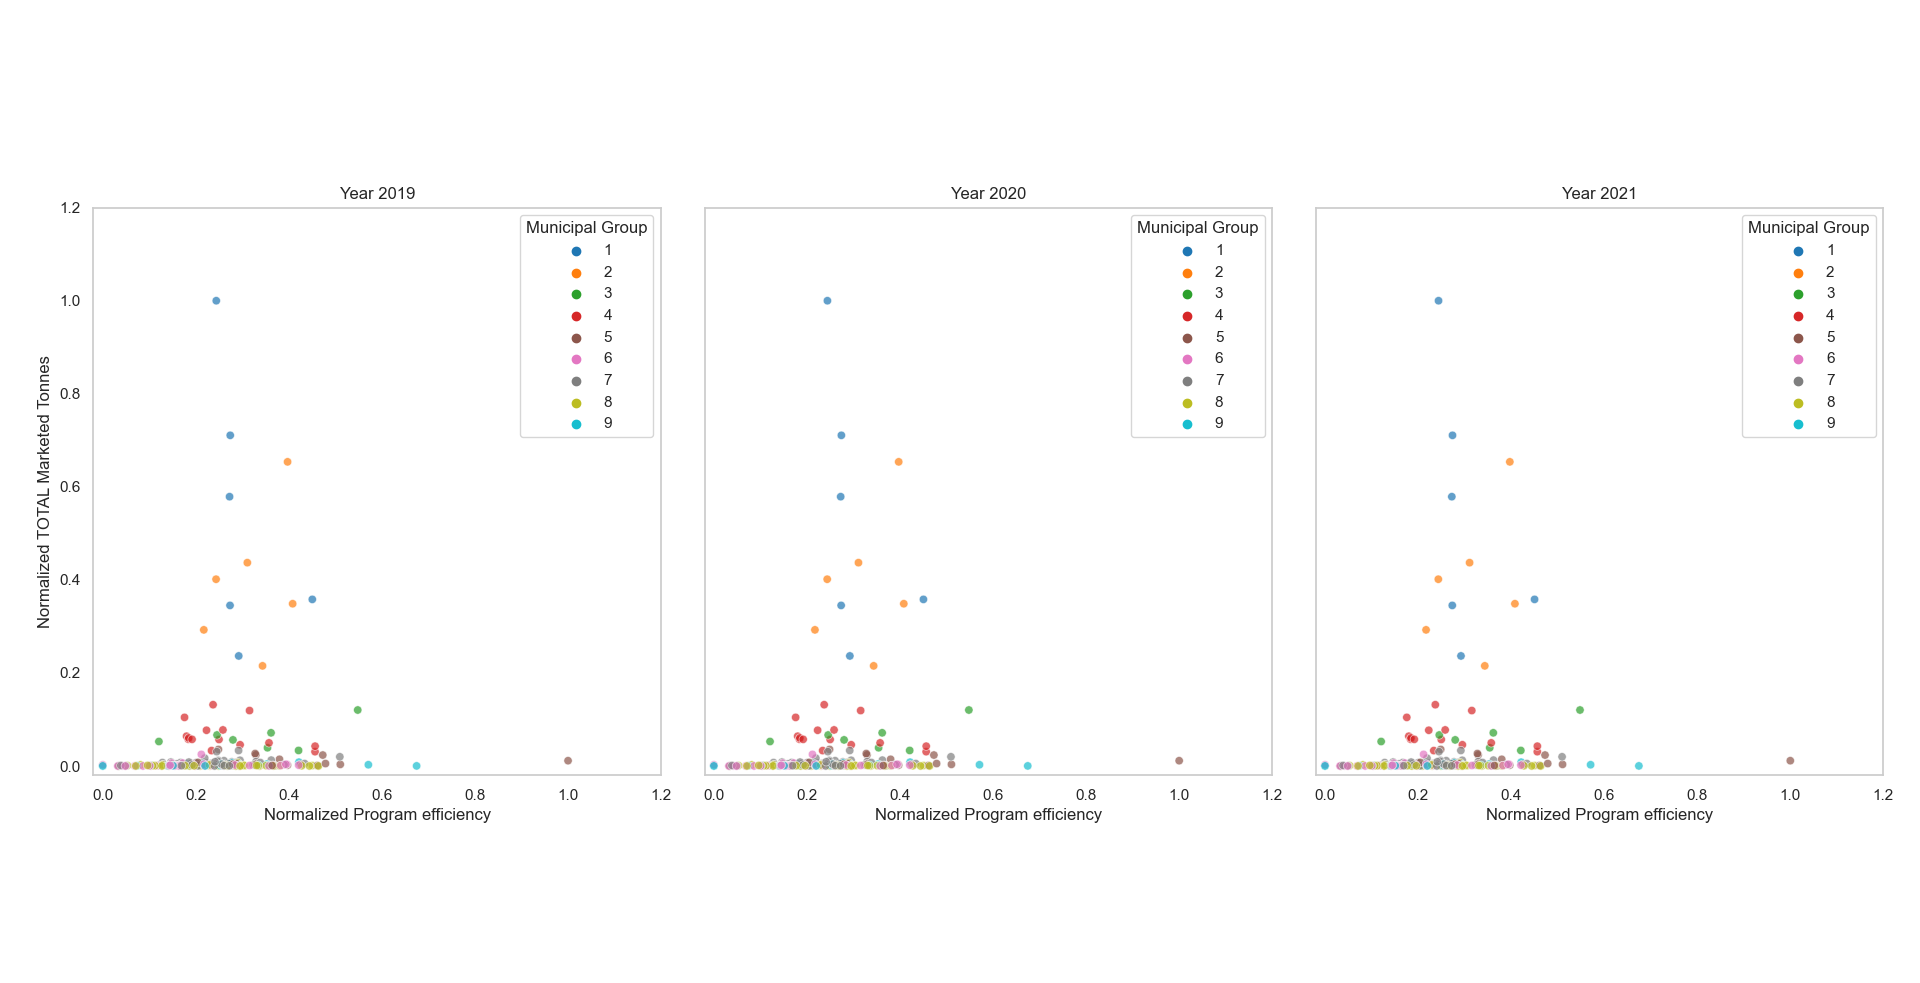 Year 2019
Year 2020
Year 2021
Normalized TOTAL Marketed Tonnes
1.2
1.0
0.8
0.6
0.4
0.2
0.0
Municipal Group
1
2
3
4
5
6
7
8
9
Municipal Group
1
2
3
4
5
6
7
8
9
Municipal Group
1
2
3
4
5
6
7
8
9
0.0 0.2 0.4 0.6 0.8 1.0 1.2
Normalized Program efficiency
0.0 0.2 0.4 0.6 0.8 1.0 1.2
Normalized Program efficiency
0.0 0.2 0.4 0.6 0.8 1.0 1.2
Normalized Program efficiency